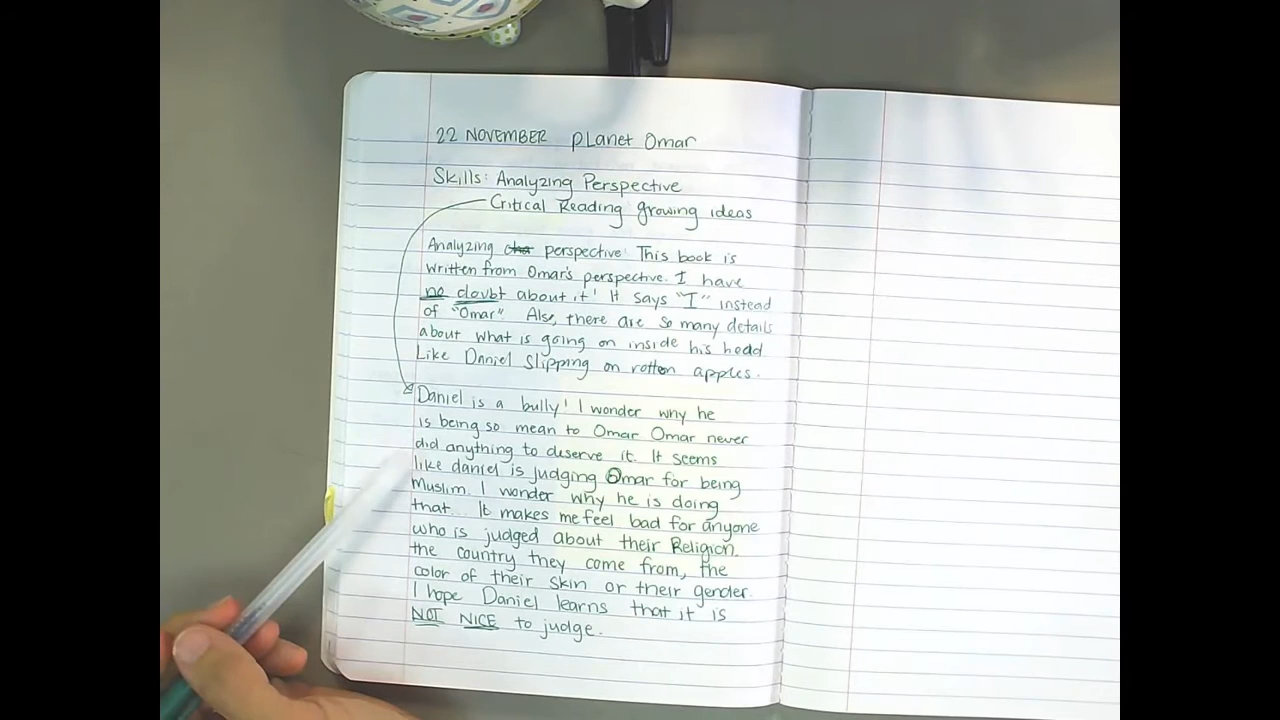 22 NOVEMBER planet Omar
Skills: Analyzing Perspective
Critical Reading growing ideas
Analyzing perspective: This book is
written from Omar's perspective. I have
no doubt about it! It says "I" instead
of "Omar" Also, there are so many details
about what is going on inside his head
Like Daniel slipping on rotten apples.
Daniel is a bully! I wonder why he
is being so mean to Omar Omar never
did anything to deserve it. It seems
like daniel is judging Omar for being
Muslim. I wonder why he is doing
that... It makes me feel bad for anyone
who is judged about their Religion.
the country they come from, the
color of their skin or their gender.
I hope Daniel learns that it is
NOT NICE to judge.